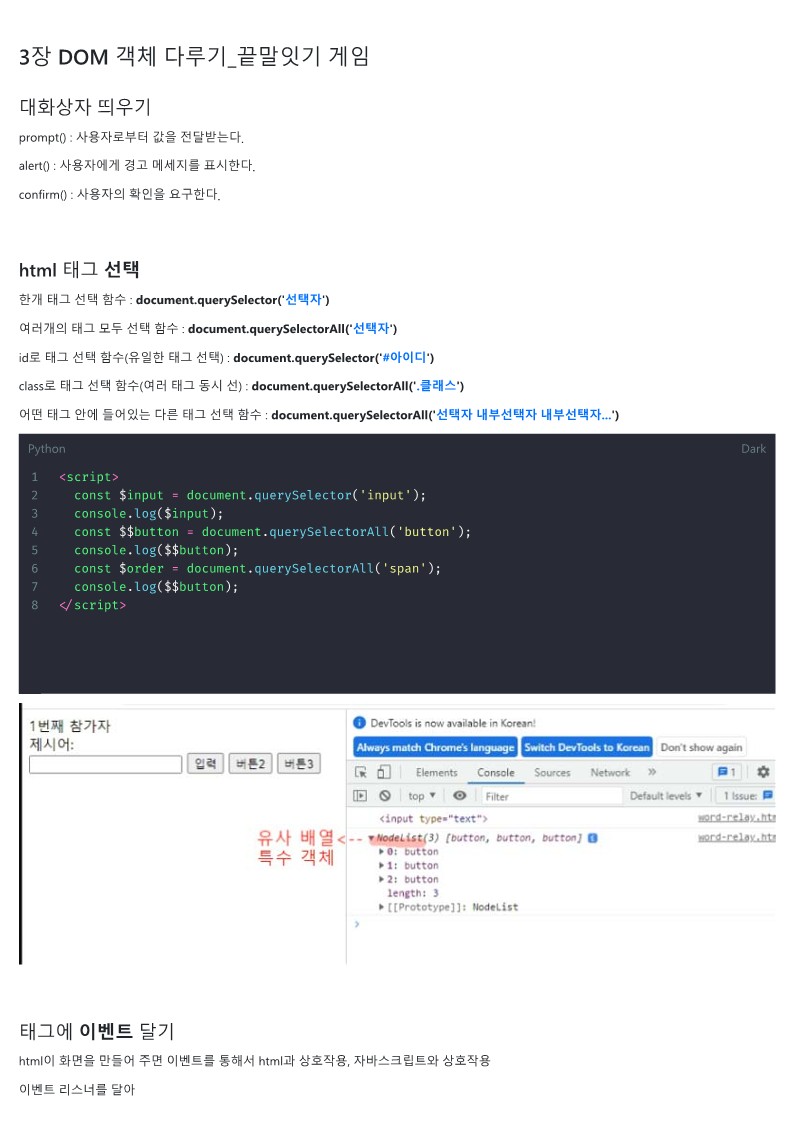 3장 DOM 객체 다루기_끝말잇기 게임
대화상자 띄우기
prompt() : 사용자로부터 값을 전달받는다.
alert() : 사용자에게 경고 메세지를 표시한다.
confirm() : 사용자의 확인을 요구한다.
html 태그 선택
한개 태그 선택 함수 : document.querySelector('선택자')
여러개의 태그 모두 선택 함수 : document.querySelectorAll('선택자')
id로 태그 선택 함수(유일한 태그 선택) : document.querySelector('#아이디')
class로 태그 선택 함수(여러 태그 동시 선) : document.querySelectorAll('.클래스')
어떤 태그 안에 들어있는 다른 태그 선택 함수 : document.querySelectorAll('선택자 내부선택자 내부선택자...')
Python Dark
1 <script>
2 const $input = document.querySelector('input');
3 console.log($input);
4 const $$button = document.querySelectorAll('button');
5 console.log($$button);
6 const $order = document.querySelectorAll('span');
7 console.log($$button);
8 </script>
1번째 참가자
제시어:
입력 버튼2 버튼3
유사 배열<--
특수 객체
DevTools is now available in Korean!
Always match Chrome's language Switch DevTools to Korean Don't show again
Elements Console Sources Network » 1
top ▼ Filter Default levels ▼ 1 Issue:
<input type="text"> word-relay.htm
▼NodeList(3) [button, button, button] i word-relay.htm
▶0: button
▶1: button
▶2: button
length: 3
▶[[Prototype]]: NodeList
>
태그에 이벤트 달기
html이 화면을 만들어 주면 이벤트를 통해서 html과 상호작용, 자바스크립트와 상호작용
이벤트 리스너를 달아